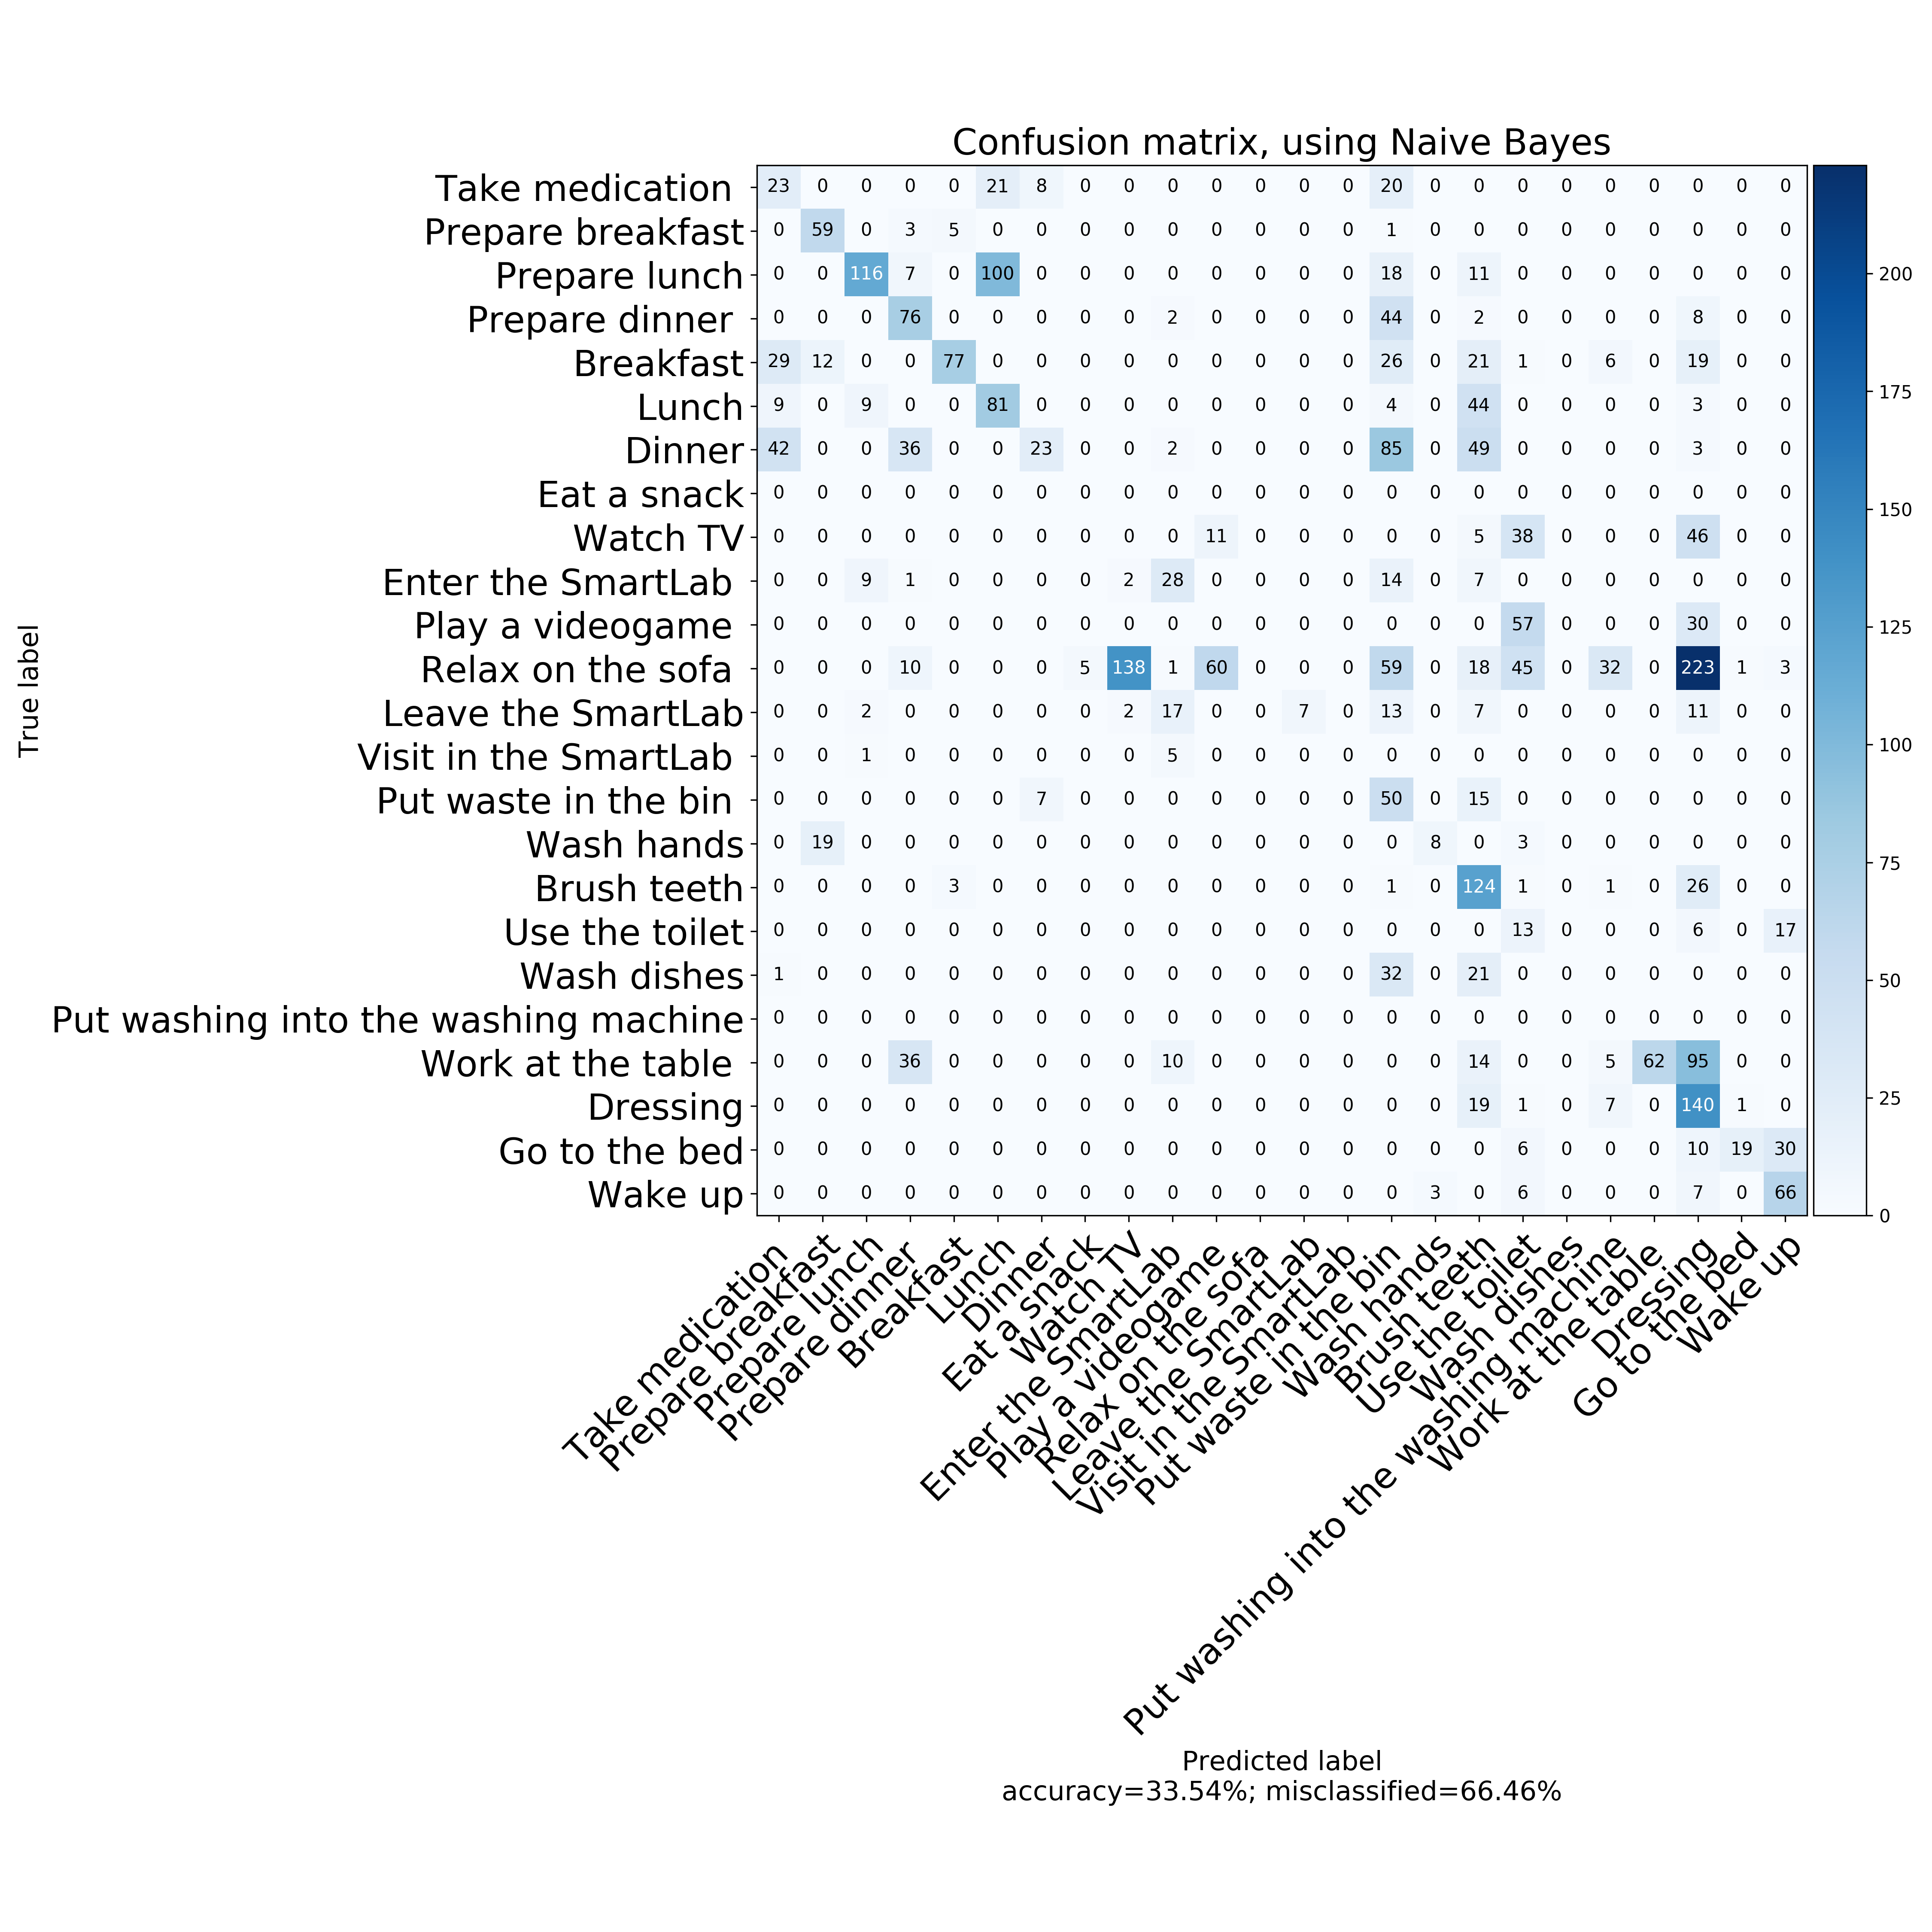 Confusion matrix, using Naive Bayes
True label
Take medication 23 0 0 0 0 21 8 0 0 0 0 0 0 0 20 0 0 0 0 0 0 0 0 0
Prepare breakfast 0 59 0 3 5 0 0 0 0 0 0 0 0 0 1 0 0 0 0 0 0 0 0 0
Prepare lunch 0 0 116 7 0 100 0 0 0 0 0 0 0 0 18 0 11 0 0 0 0 0 0 0
Prepare dinner 0 0 0 76 0 0 0 0 0 2 0 0 0 0 44 0 2 0 0 0 0 8 0 0
Breakfast 29 12 0 0 77 0 0 0 0 0 0 0 0 0 26 0 21 1 0 6 0 19 0 0
Lunch 9 0 9 0 0 81 0 0 0 0 0 0 0 0 4 0 44 0 0 0 0 3 0 0
Dinner 42 0 0 36 0 0 23 0 0 2 0 0 0 0 85 0 49 0 0 0 0 3 0 0
Eat a snack 0 0 0 0 0 0 0 0 0 0 0 0 0 0 0 0 0 0 0 0 0 0 0 0
Watch TV 0 0 0 0 0 0 0 0 0 0 11 0 0 0 0 0 5 38 0 0 0 46 0 0
Enter the SmartLab 0 0 9 1 0 0 0 0 2 28 0 0 0 0 14 0 7 0 0 0 0 0 0 0
Play a videogame 0 0 0 0 0 0 0 0 0 0 0 0 0 0 0 0 0 57 0 0 0 30 0 0
Relax on the sofa 0 0 0 10 0 0 0 5 138 1 60 0 0 0 59 0 18 45 0 32 0 223 1 3
Leave the SmartLab 0 0 2 0 0 0 0 0 2 17 0 0 7 0 13 0 7 0 0 0 0 11 0 0
Visit in the SmartLab 0 0 1 0 0 0 0 0 0 5 0 0 0 0 0 0 0 0 0 0 0 0 0 0
Put waste in the bin 0 0 0 0 0 0 7 0 0 0 0 0 0 0 50 0 15 0 0 0 0 0 0 0
Wash hands 0 19 0 0 0 0 0 0 0 0 0 0 0 0 0 8 0 3 0 0 0 0 0 0
Brush teeth 0 0 0 0 3 0 0 0 0 0 0 0 0 0 1 0 124 1 0 1 0 26 0 0
Use the toilet 0 0 0 0 0 0 0 0 0 0 0 0 0 0 0 0 0 13 0 0 0 6 0 17
Wash dishes 1 0 0 0 0 0 0 0 0 0 0 0 0 0 32 0 21 0 0 0 0 0 0 0
Put washing into the washing machine 0 0 0 0 0 0 0 0 0 0 0 0 0 0 0 0 0 0 0 0 0 0 0 0
Work at the table 0 0 0 36 0 0 0 0 0 10 0 0 0 0 0 0 14 0 0 5 62 95 0 0
Dressing 0 0 0 0 0 0 0 0 0 0 0 0 0 0 0 0 19 1 0 7 0 140 1 0
Go to the bed 0 0 0 0 0 0 0 0 0 0 0 0 0 0 0 0 0 6 0 0 0 10 19 30
Wake up 0 0 0 0 0 0 0 0 0 0 0 0 0 0 0 3 0 6 0 0 0 7 0 66
200
175
150
125
100
75
50
25
0
Take medication
Prepare breakfast
Prepare lunch
Prepare dinner
Breakfast
Lunch
Dinner
Eat a snack
Watch TV
Enter the SmartLab
Play a videogame
Relax on the sofa
Leave the SmartLab
Visit in the SmartLab
Put waste in the bin
Wash hands
Brush teeth
Use the toilet
Wash dishes
Put washing into the washing machine
Work at the table
Dressing
Go to the bed
Wake up
Predicted label
accuracy=33.54%; misclassified=66.46%